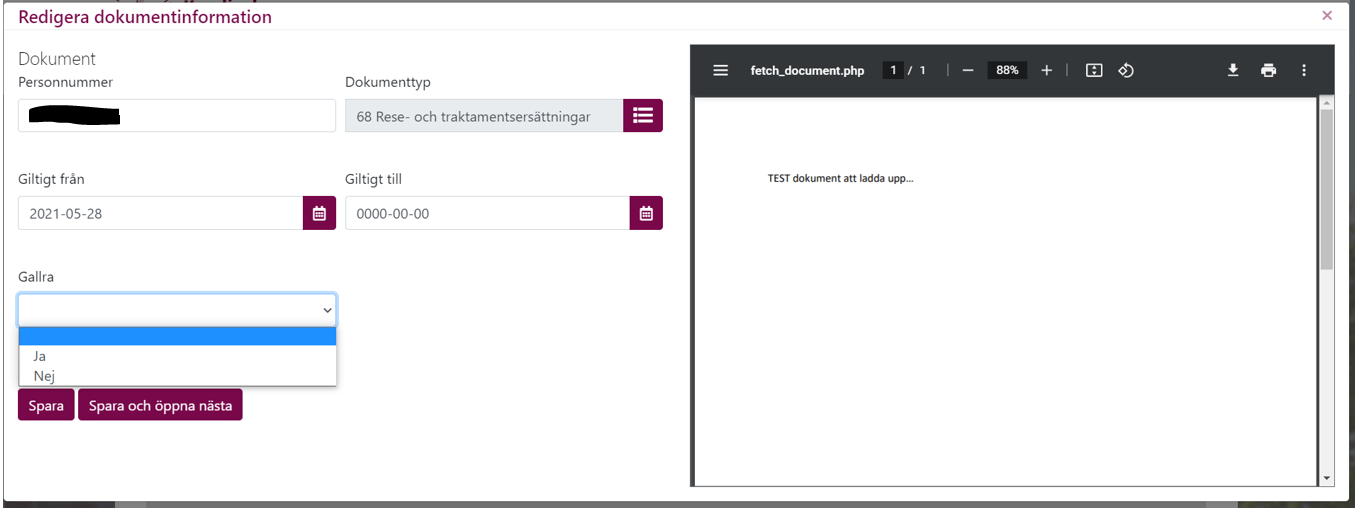 Redigera dokumentinformation
Dokument
Personnummer
Dokumenttyp
68 Rese- och traktamentsersättningar
Giltigt från
Giltigt till
2021-05-28
0000-00-00
Gallra
Ja
Nej
Spara
Spara och öppna nästa
fetch_document.php
1 / 1
88%
TEST dokument att ladda upp...